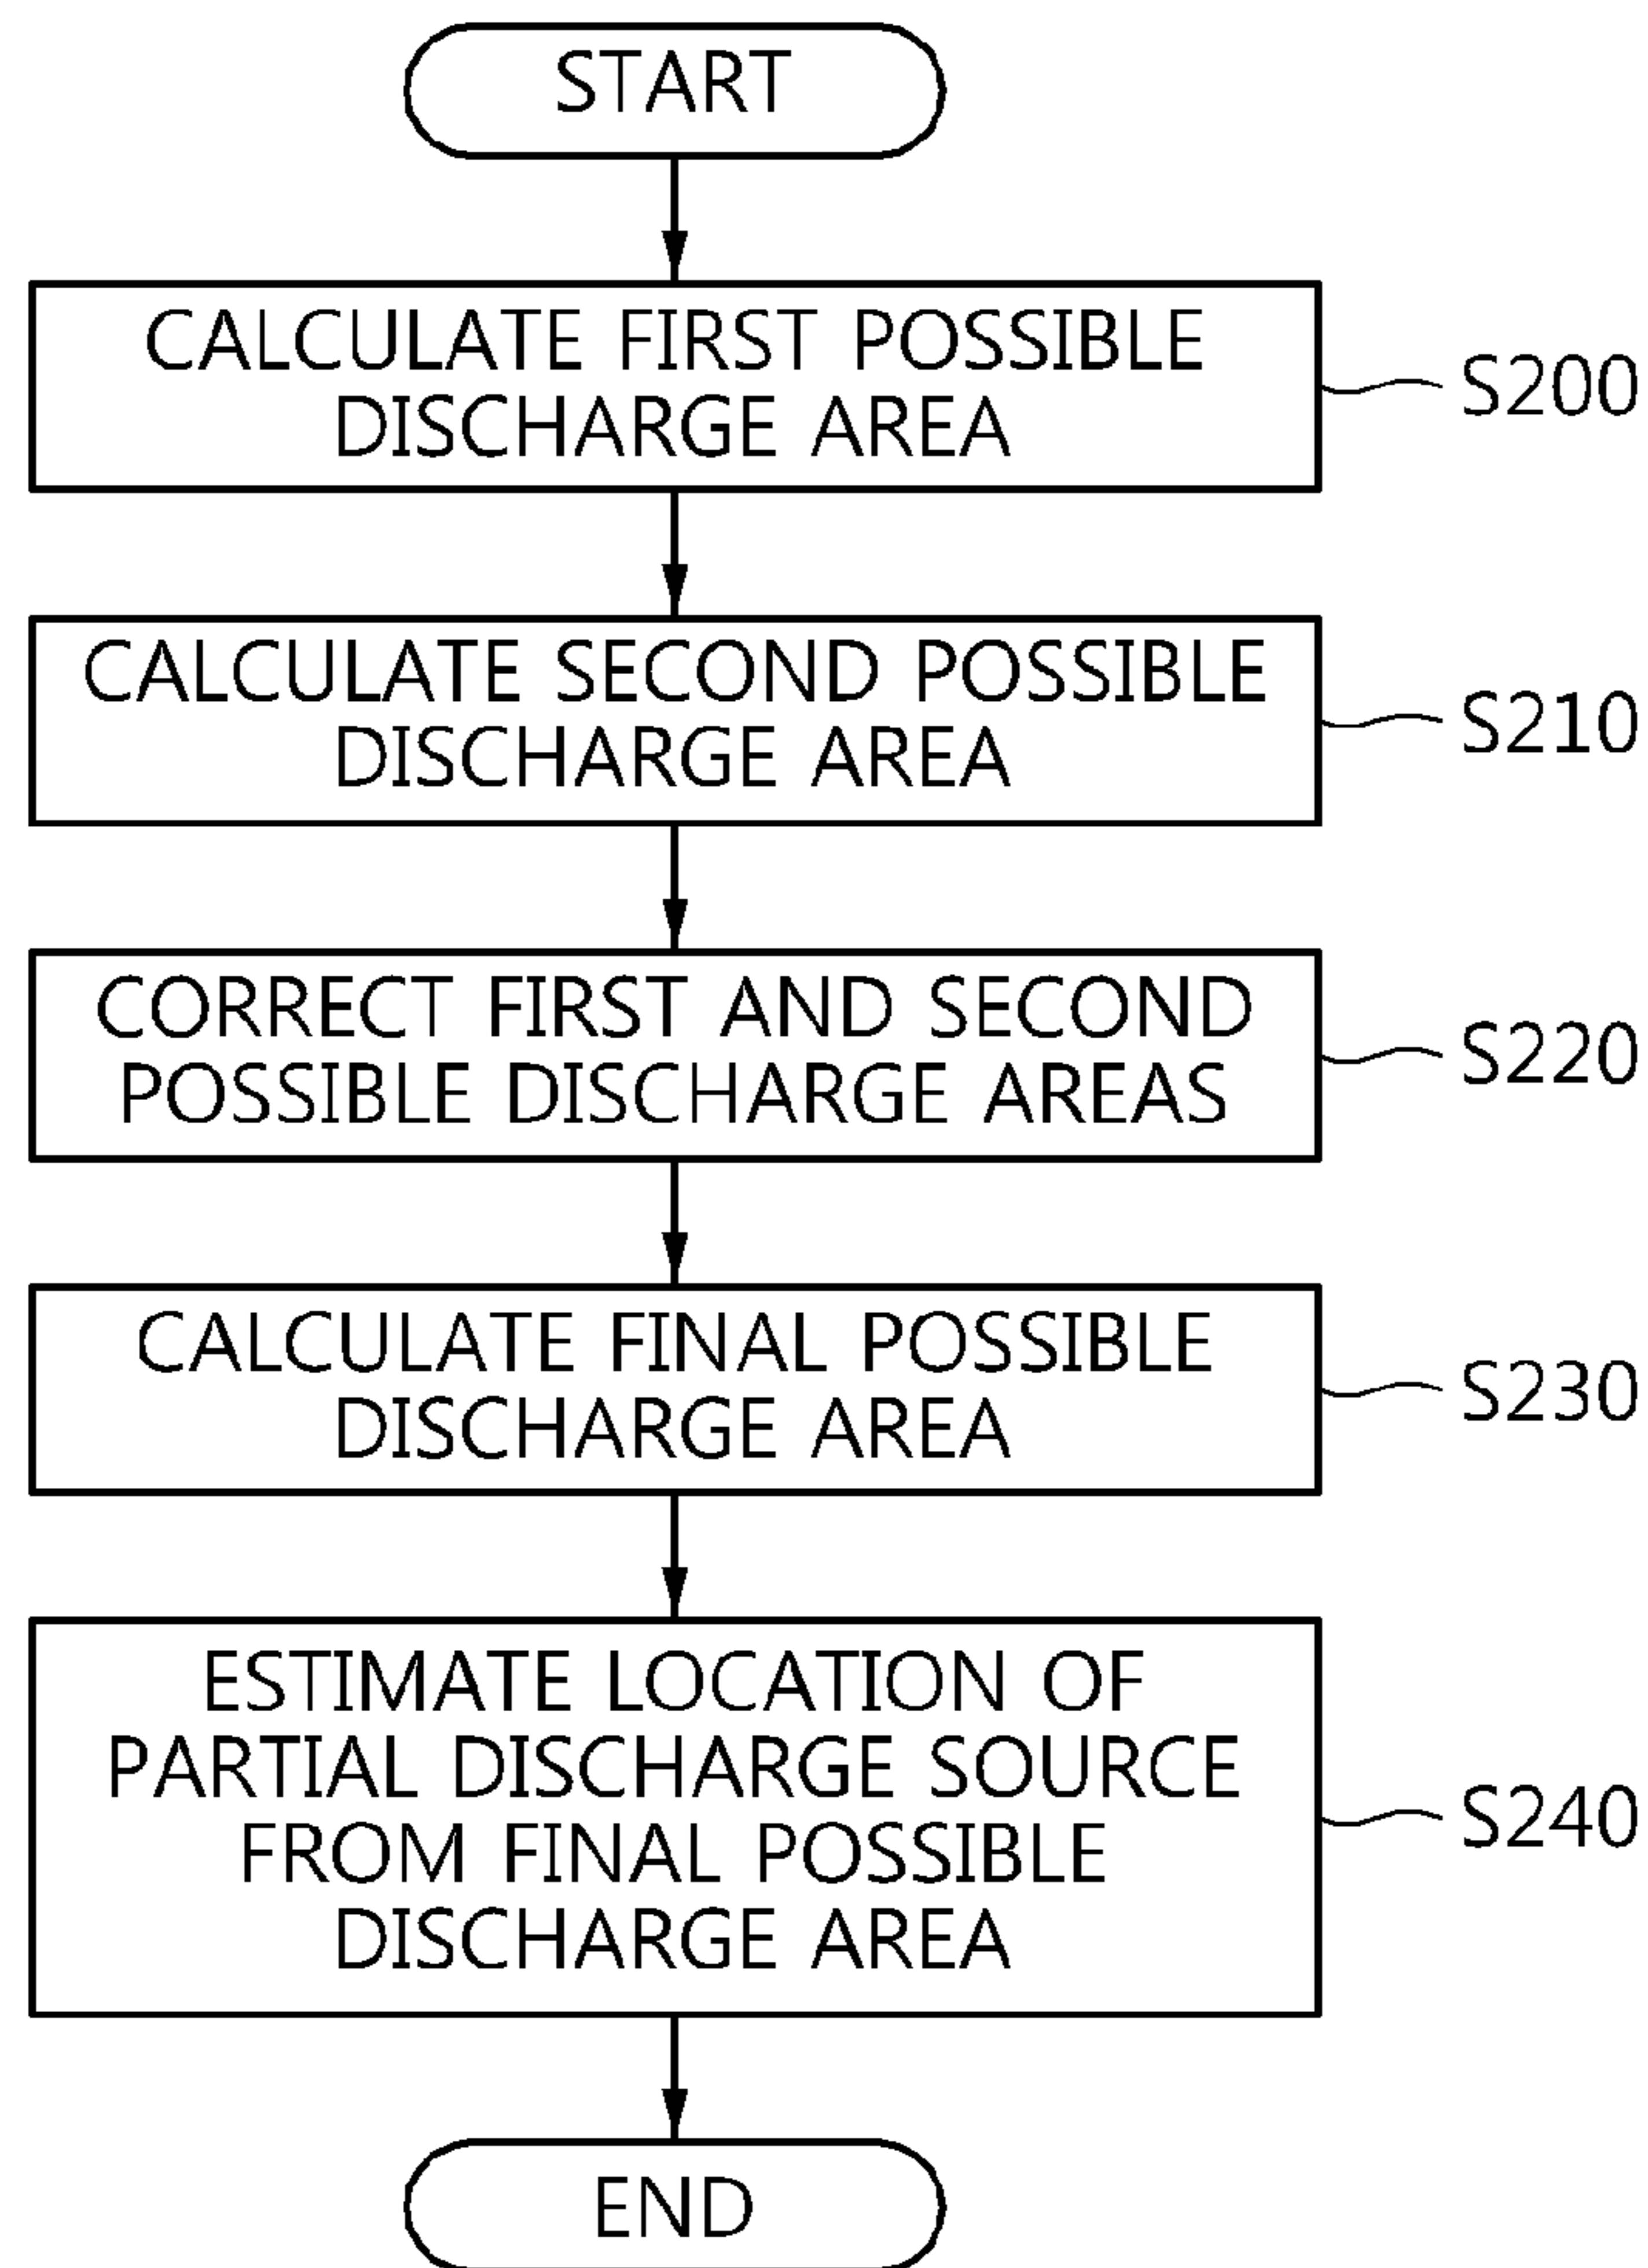 START
CALCULATE FIRST POSSIBLE
DISCHARGE AREA
S200
CALCULATE SECOND POSSIBLE
DISCHARGE AREA
S210
CORRECT FIRST AND SECOND
POSSIBLE DISCHARGE AREAS
S220
CALCULATE FINAL POSSIBLE
DISCHARGE AREA
S230
ESTIMATE LOCATION OF
PARTIAL DISCHARGE SOURCE
FROM FINAL POSSIBLE
DISCHARGE AREA
S240
END